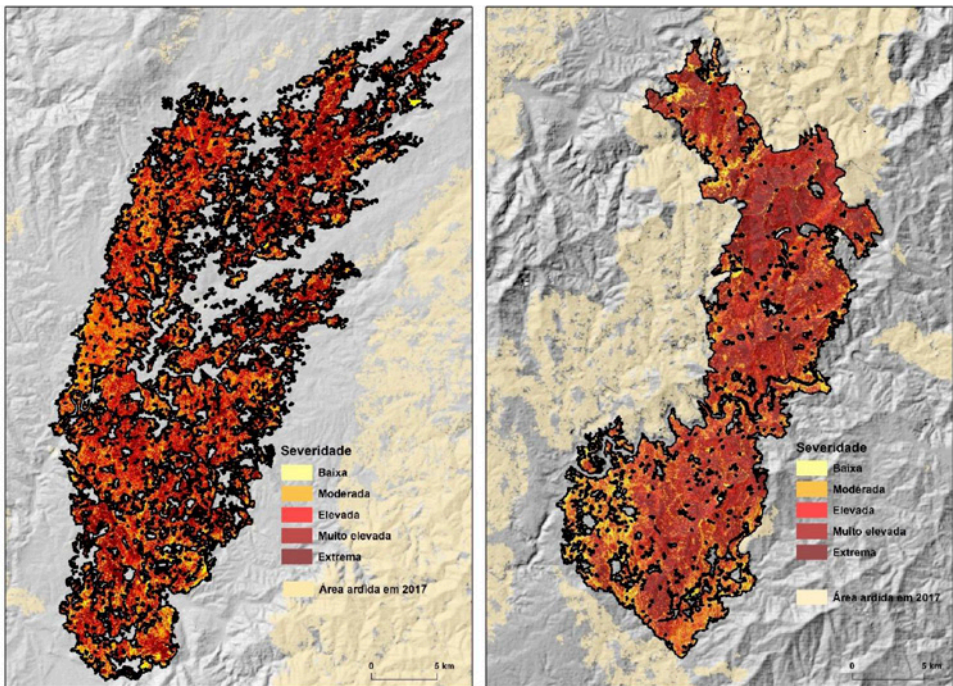 Severidade
Baixa
Moderada
Elevada
Muito elevada
Extrema
Área ardida em 2017
0 5 km
Severidade
Baixa
Moderada
Elevada
Muito elevada
Extrema
Área ardida em 2017
0 5 km